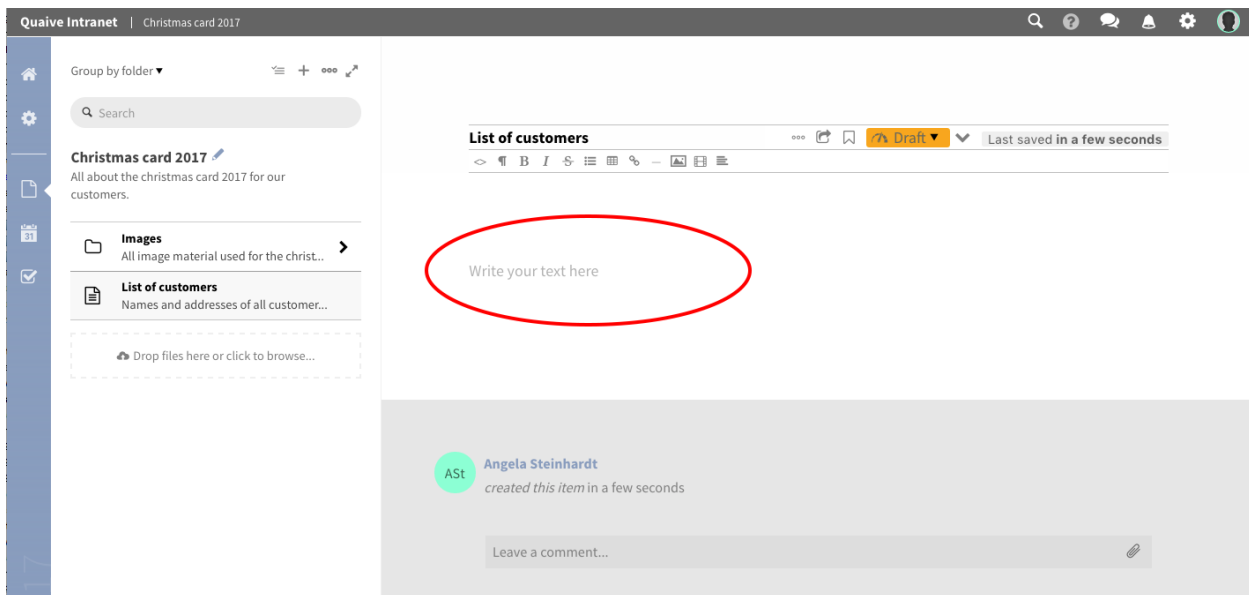 Quaive Intranet | Christmas card 2017
Group by folder ▾
Search
Christmas card 2017
All about the christmas card 2017 for our
customers.
31
Images
All image material used for the christ...
List of customers
Names and addresses of all customer...
Drop files here or click to browse...
List of customers
Draft ▾
Last saved in a few seconds
B I S
Write your text here
ASt
Angela Steinhardt
created this item in a few seconds
Leave a comment...